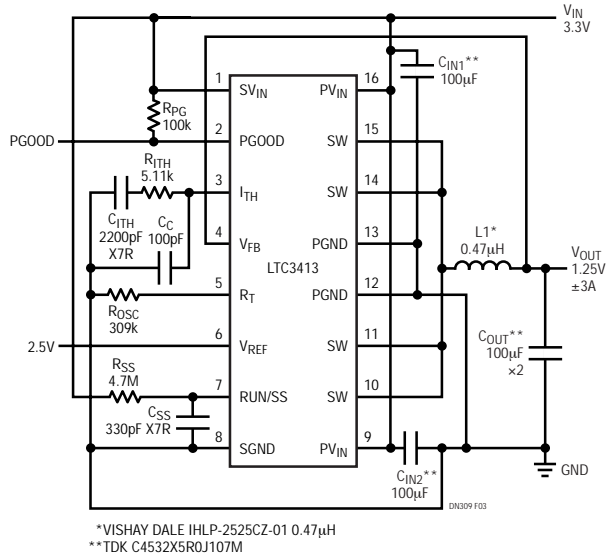 VIN
3.3V
CIN1**
100µF
1
SVIN
PVIN
16
RPG
100k
PGOOD
2
PGOOD
SW
15
RITH
5.11k
3
ITH
SW
14
CITH
2200pF
X7R
CC
100pF
4
VFB
PGND
13
LTC3413
L1*
0.47µH
VOUT
1.25V
±3A
5
RT
PGND
12
ROSC
309k
COUT**
100µF
×2
2.5V
6
VREF
SW
11
RSS
4.7M
7
RUN/SS
SW
10
CSS
330pF X7R
8
SGND
PVIN
9
CIN2**
100µF
GND
DN309 F03
*VISHAY DALE IHLP-2525CZ-01 0.47µH
**TDK C4532X5R0J107M